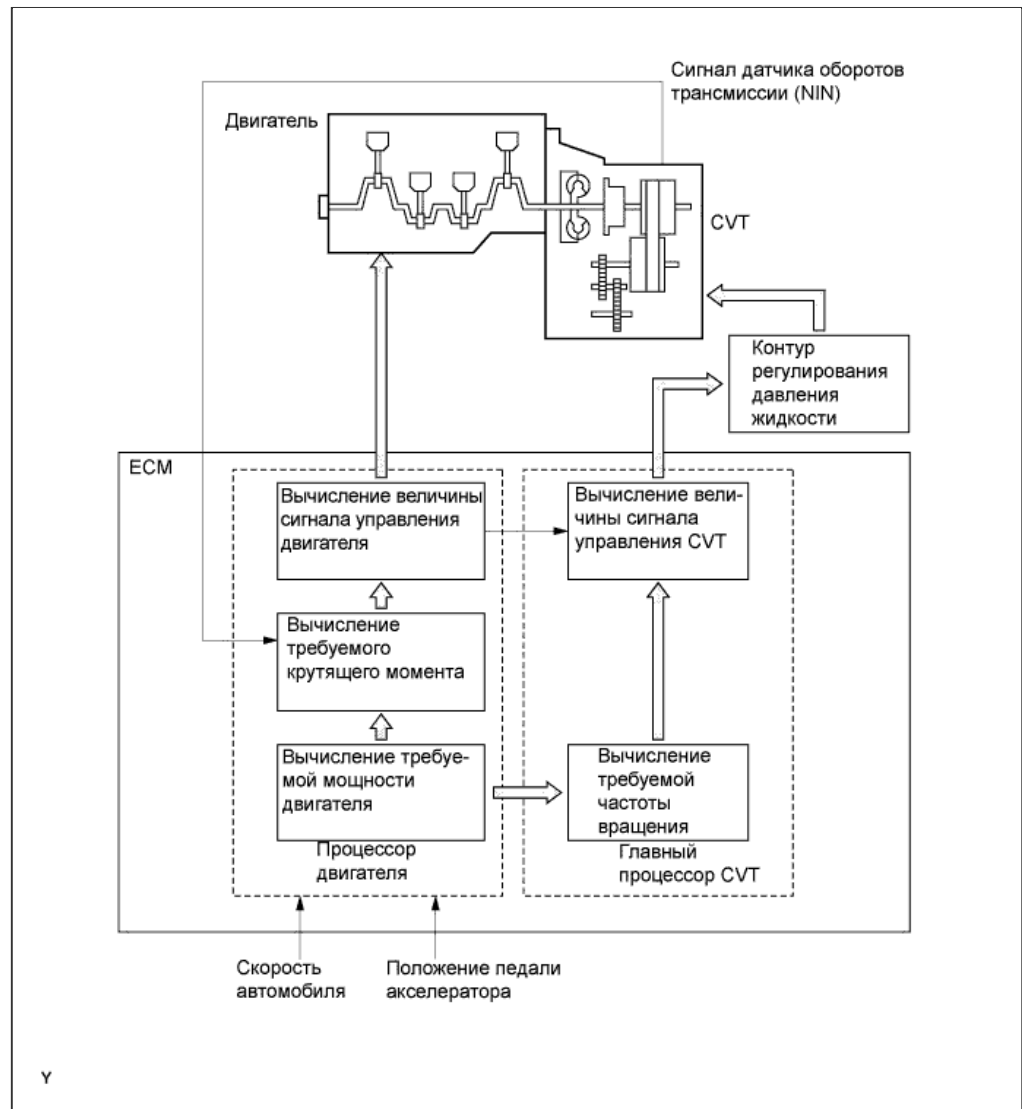 Сигнал датчика оборотов
трансмиссии (NIN)
Двигатель
CVT
Контур
регулирования
давления
жидкости
ECM
Вычисление величины
сигнала управления
двигателя
Вычисление вели-
чины сигнала
управления CVT
Вычисление
требуемого
крутящего момента
Вычисление требуе-
мой мощности
двигателя
Вычисление
требуемой
частоты
вращения
Процессор
двигателя
Главный
процессор CVT
Скорость
автомобиля
Положение педали
акселератора
Y